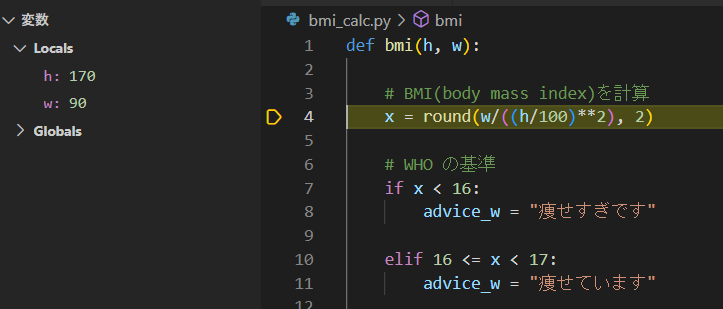 変数
Locals
h: 170
w: 90
Globals
bmi_calc.py > bmi
1 def bmi(h, w):
2
3 # BMI(body mass index)を計算
4 x = round(w/((h/100)**2), 2)
5
6 # WHO の基準
7 if x < 16:
8 advice_w = "痩せすぎです"
9
10 elif 16 <= x < 17:
11 advice_w = "痩せています"
12